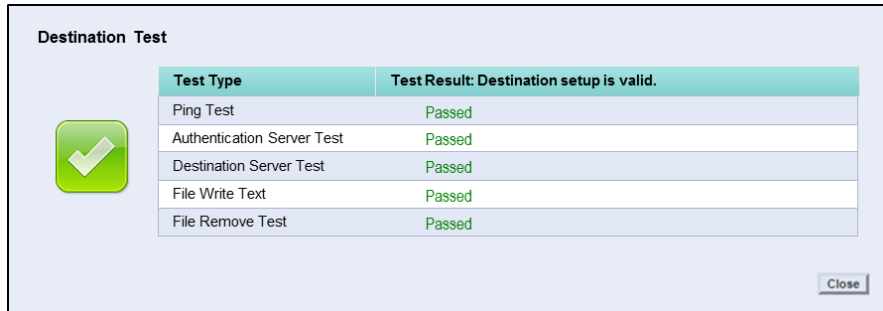 Destination Test
Test Type Test Result: Destination setup is valid.
Ping Test Passed
Authentication Server Test Passed
Destination Server Test Passed
File Write Text Passed
File Remove Test Passed
Close